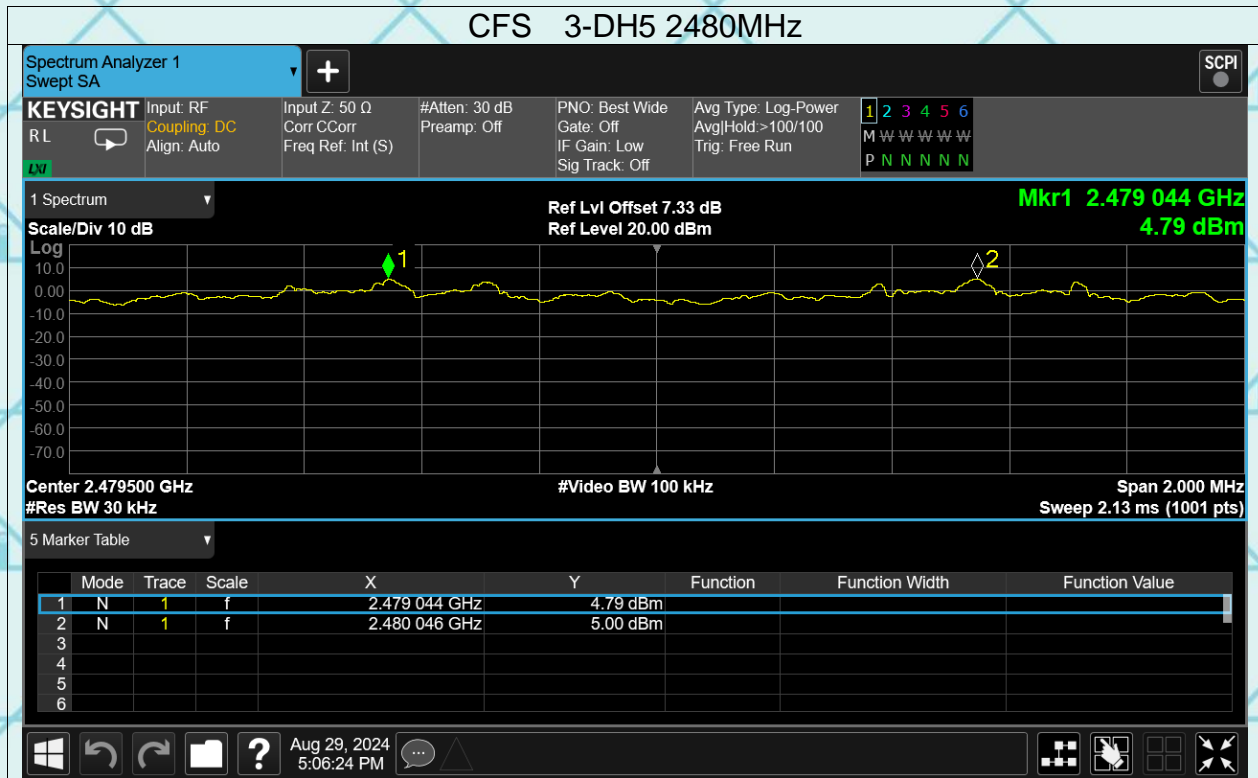 CFS 3-DH5 2480MHz
Spectrum Analyzer 1
Swept SA
+
SCPI
KEYSIGHT
RL
LXI
Input: RF
Coupling: DC
Align: Auto
Input Z: 50 Ω
Corr CCorr
Freq Ref: Int (S)
#Atten: 30 dB
Preamp: Off
PNO: Best Wide
Gate: Off
IF Gain: Low
Sig Track: Off
Avg Type: Log-Power
Avg|Hold:>100/100
Trig: Free Run
1 2 3 4 5 6
M W W W W W
P N N N N N
1 Spectrum
Scale/Div 10 dB
Ref Lvl Offset 7.33 dB
Ref Level 20.00 dBm
Mkr1 2.479 044 GHz
4.79 dBm
Log
10.0
0.00
-10.0
-20.0
-30.0
-40.0
-50.0
-60.0
-70.0
1
2
Center 2.479500 GHz
#Res BW 30 kHz
#Video BW 100 kHz
Span 2.000 MHz
Sweep 2.13 ms (1001 pts)
5 Marker Table
Mode Trace Scale X Y Function Function Width Function Value
1 N 1 f 2.479 044 GHz 4.79 dBm
2 N 1 f 2.480 046 GHz 5.00 dBm
3
4
5
6
?
Aug 29, 2024
5:06:24 PM